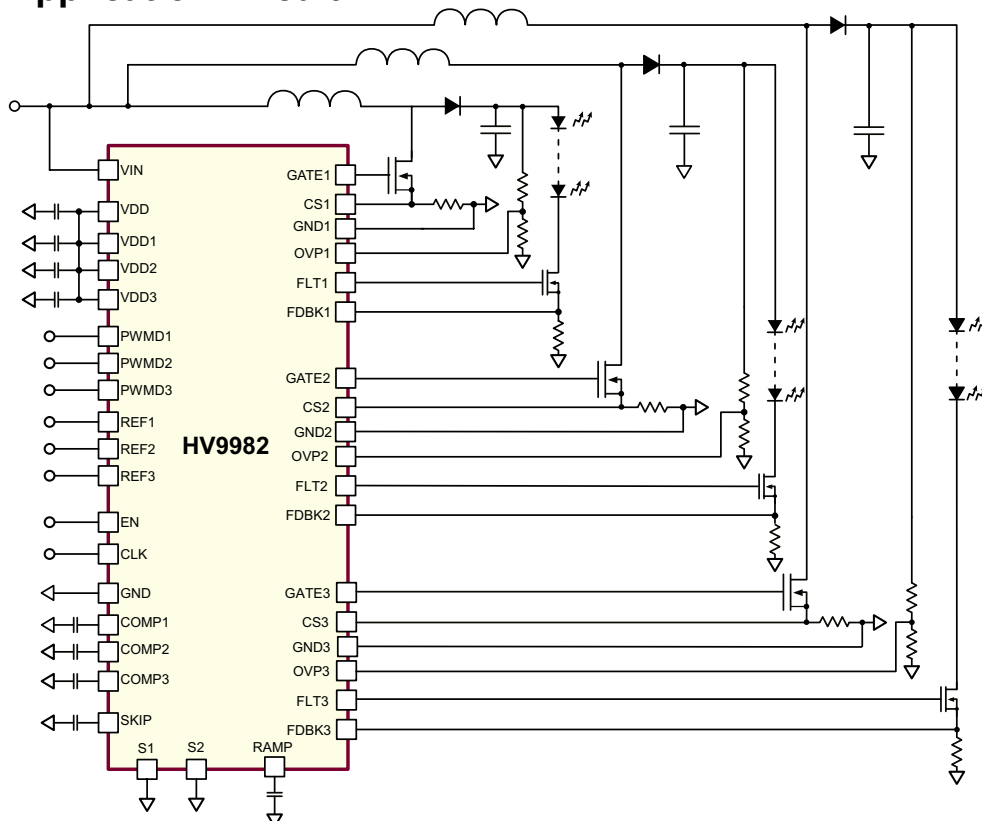 VIN
VDD
VDD1
VDD2
VDD3
PWMD1
PWMD2
PWMD3
REF1
REF2
REF3
EN
CLK
GND
COMP1
COMP2
COMP3
SKIP
HV9982
GATE1
CS1
GND1
OVP1
FLT1
FDBK1
GATE2
CS2
GND2
OVP2
FLT2
FDBK2
GATE3
CS3
GND3
OVP3
FLT3
FDBK3
S1
S2
RAMP